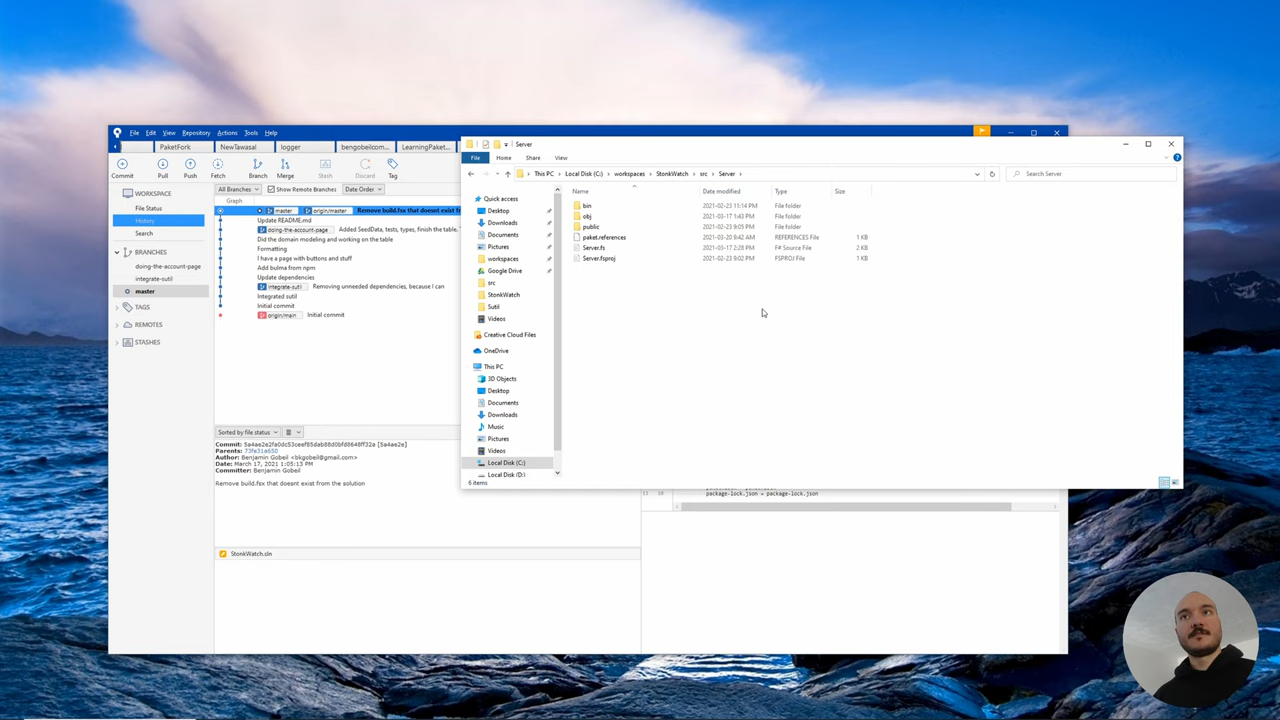 File Edit View Repository Actions Tools Help
PaketFork NewTawasal logger bengobeilcom... LearningPaket...
Commit Pull Push Fetch Branch Merge Stash Discard Tag
All Branches Show Remote Branches Date Order
Graph
WORKSPACE
File Status
History
Search
BRANCHES
doing-the-account-page
integrate-sutil
master
TAGS
REMOTES
STASHES
master origin/master Remove build.fsx that doesnt exist fr
Update README.md
doing-the-account-page Added SeedData, tests, types, finish the table.
Did the domain modeling and working on the table
Formatting
I have a page with buttons and stuff
Add bulma from npm
Update dependencies
integrate-sutil Removing unneeded dependencies, because I can
Integrated sutil
Initial commit
origin/main Initial commit
Sorted by file status
Commit: 5a4ae2e2fa0dc53ceef85dab88d0bfd8648ff32a [5a4ae2e]
Parents: 73fe31a650
Author: Benjamin Gobeil <bkgobeil@gmail.com>
Date: March 17, 2021 1:05:13 PM
Committer: Benjamin Gobeil
Remove build.fsx that doesnt exist from the solution
StonkWatch.sln
Server
File Home Share View
This PC Local Disk (C:) workspaces StonkWatch src Server
Search Server
Name Date modified Type Size
bin 2021-02-23 11:14 PM File folder
obj 2021-03-17 1:43 PM File folder
public 2021-02-23 9:05 PM File folder
paket.references 2021-03-20 9:42 AM REFERENCES File 1 KB
Server.fs 2021-03-17 2:28 PM F# Source File 2 KB
Server.fsproj 2021-02-23 9:02 PM FSPROJ File 1 KB
Quick access
Desktop
Downloads
Documents
Pictures
workspaces
Google Drive
src
StonkWatch
Sutil
Videos
Creative Cloud Files
OneDrive
This PC
3D Objects
Desktop
Documents
Downloads
Music
Pictures
Videos
Local Disk (C:)
Local Disk (D:)
6 items
package-lock.json = package-lock.json